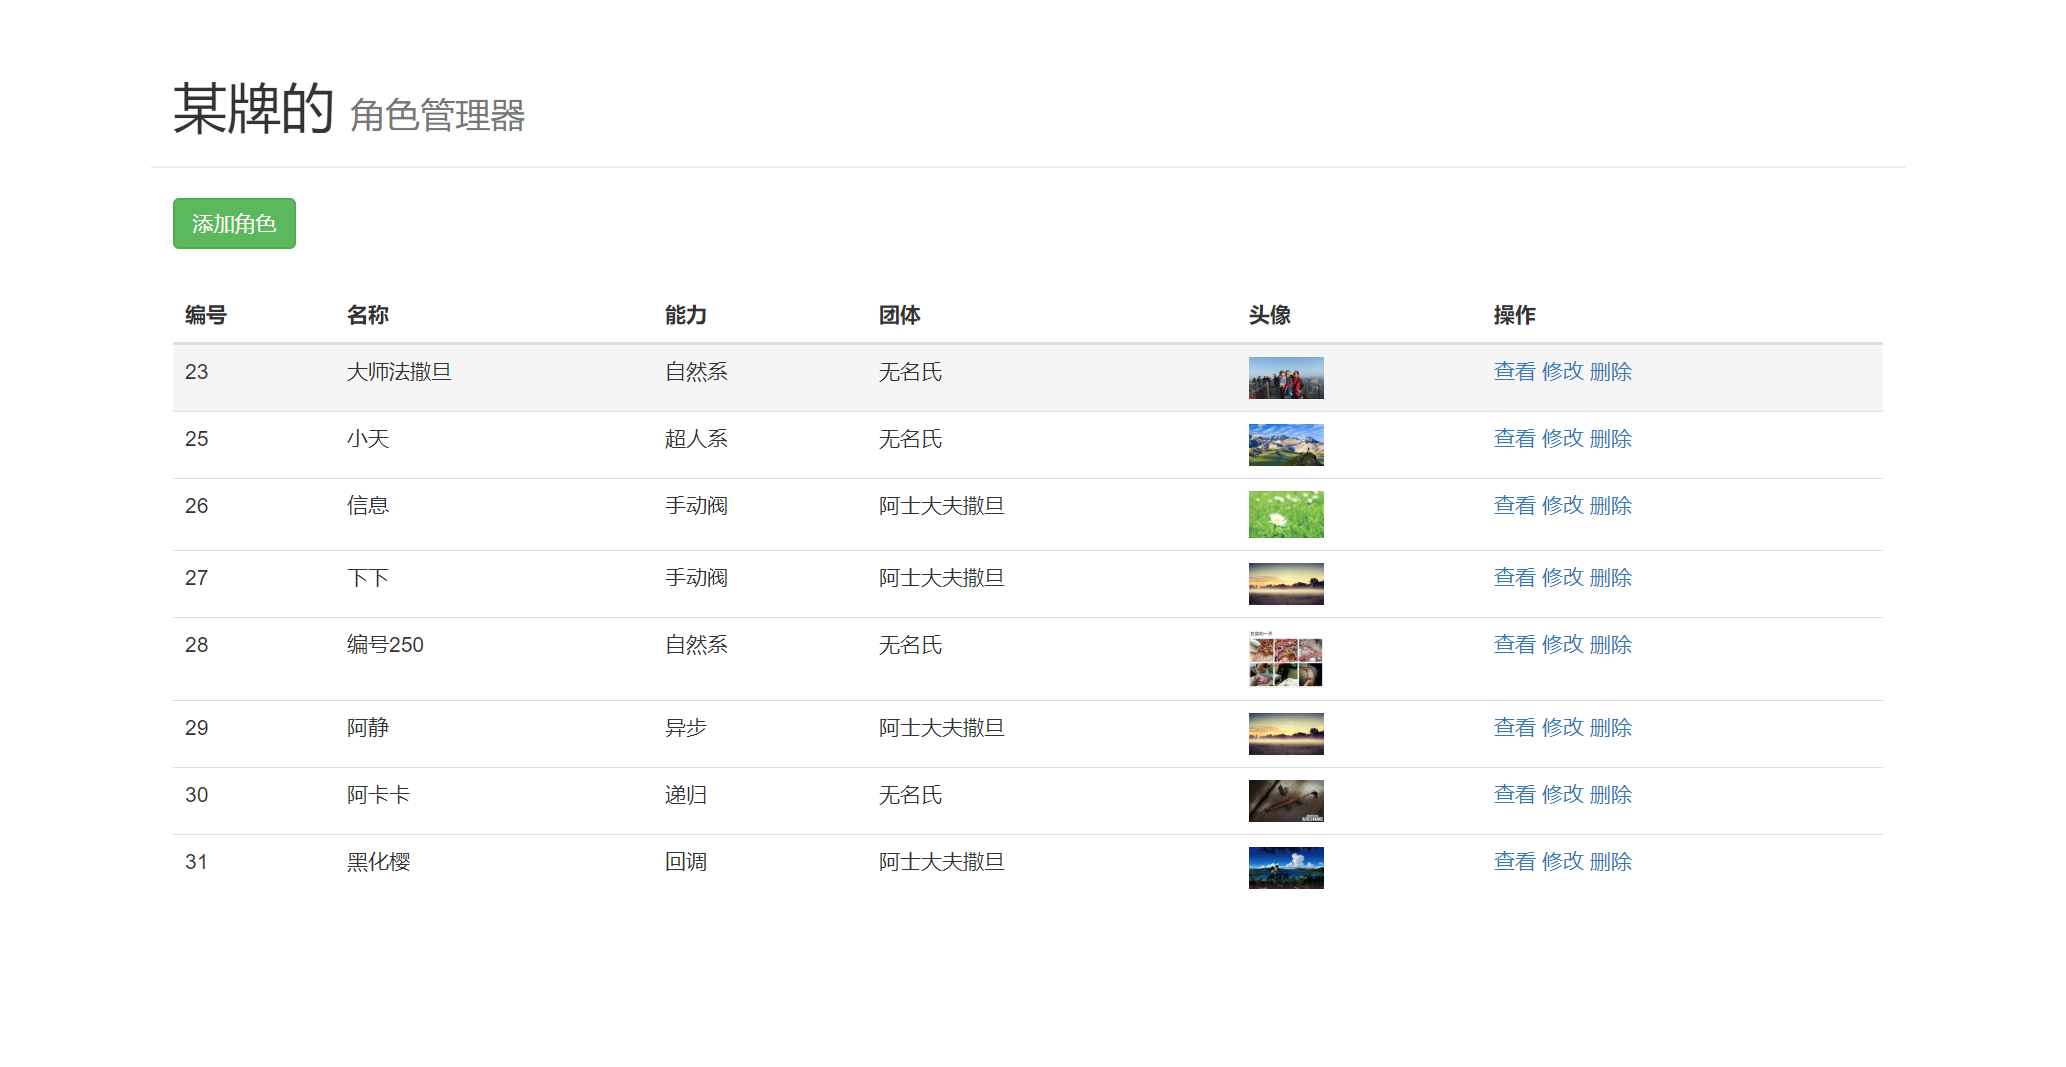 某牌的 角色管理器
添加角色
编号 名称 能力 团体 头像 操作
23 大师法撒旦 自然系 无名氏 查看 修改 删除
25 小天 超人系 无名氏 查看 修改 删除
26 信息 手动阀 阿士大夫撒旦 查看 修改 删除
27 下下 手动阀 阿士大夫撒旦 查看 修改 删除
28 编号250 自然系 无名氏 查看 修改 删除
29 阿静 异步 阿士大夫撒旦 查看 修改 删除
30 阿卡卡 递归 无名氏 查看 修改 删除
31 黑化樱 回调 阿士大夫撒旦 查看 修改 删除